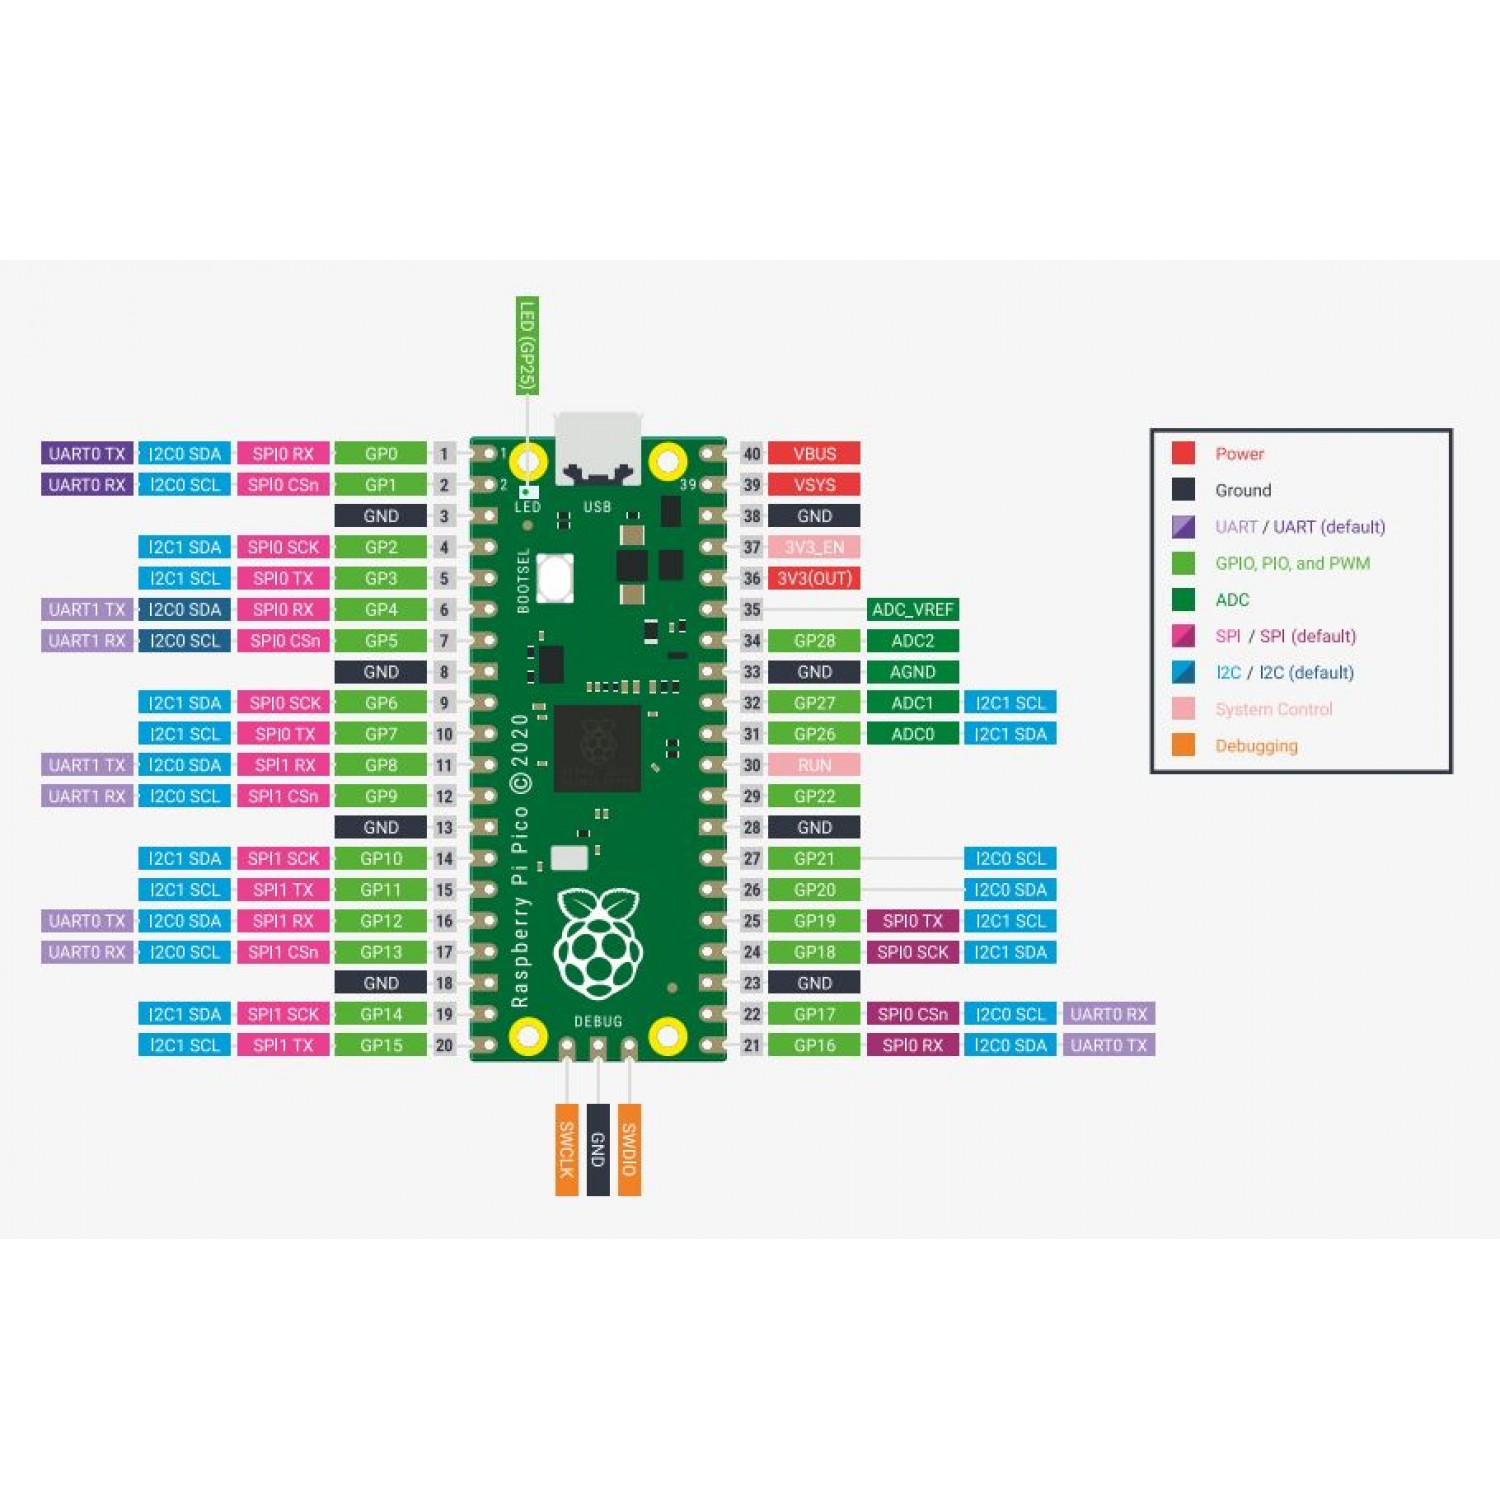 LED (GP25)
UART0 TX I2C0 SDA SPI0 RX GP0 1 1 40 VBUS
UART0 RX I2C0 SCL SPI0 CSn GP1 2 2 39 39 VSYS
LED USB
GND 3 38 GND
I2C1 SDA SPI0 SCK GP2 4 37 3V3_EN
I2C1 SCL SPI0 TX GP3 5 36 3V3(OUT)
BOOTSEL
UART1 TX I2C0 SDA SPI0 RX GP4 6 35 ADC_VREF
UART1 RX I2C0 SCL SPI0 CSn GP5 7 34 GP28 ADC2
GND 8 33 GND AGND
I2C1 SDA SPI0 SCK GP6 9 32 GP27 ADC1 I2C1 SCL
I2C1 SCL SPI0 TX GP7 10 31 GP26 ADC0 I2C1 SDA
UART1 TX I2C0 SDA SPI1 RX GP8 11 30 RUN
UART1 RX I2C0 SCL SPI1 CSn GP9 12 29 GP22
GND 13 28 GND
I2C1 SDA SPI1 SCK GP10 14 27 GP21 I2C0 SCL
I2C1 SCL SPI1 TX GP11 15 26 GP20 I2C0 SDA
UART0 TX I2C0 SDA SPI1 RX GP12 16 25 GP19 SPI0 TX I2C1 SCL
UART0 RX I2C0 SCL SPI1 CSn GP13 17 24 GP18 SPI0 SCK I2C1 SDA
GND 18 23 GND
I2C1 SDA SPI1 SCK GP14 19 22 GP17 SPI0 CSn I2C0 SCL UART0 RX
I2C1 SCL SPI1 TX GP15 20 21 GP16 SPI0 RX I2C0 SDA UART0 TX
Raspberry Pi Pico ©2020
DEBUG
SWCLK GND SWDIO
Power
Ground
UART / UART (default)
GPIO, PIO, and PWM
ADC
SPI / SPI (default)
I2C / I2C (default)
System Control
Debugging